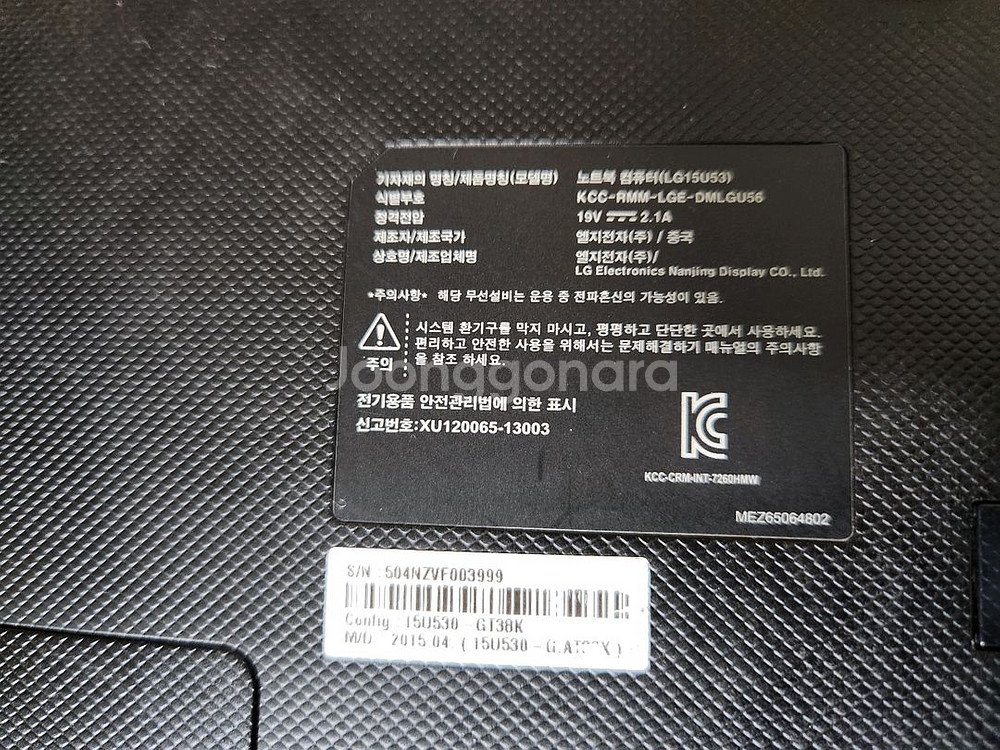 기자재의 명칭/제품명칭(모델명) 노트북 컴퓨터(LG15U53)
식별부호 KCC-RMM-LGE-DMLGU56
정격전압 19V 2.1A
제조자/제조국가 엘지전자(주) / 중국
상호명/제조업체명 엘지전자(주)/
LG Electronics Nanjing Display CO., Ltd.
*주의사항* 해당 무선설비는 운용 중 전파혼신의 가능성이 있음.
시스템 환기구를 막지 마시고, 평평하고 단단한 곳에서 사용하세요.
편리하고 안전한 사용을 위해서는 문제해결하기 매뉴얼의 주의사항
을 참조 하세요.
주의
Joonggonara
전기용품 안전관리법에 의한 표시
신고번호:XU120065-13003
KC
KCC-CRM-INT-7260HMW
MEZ65064802
S/N : 504NZVF003999
Config : 15U530 - GT38K
M/D: 2015.04